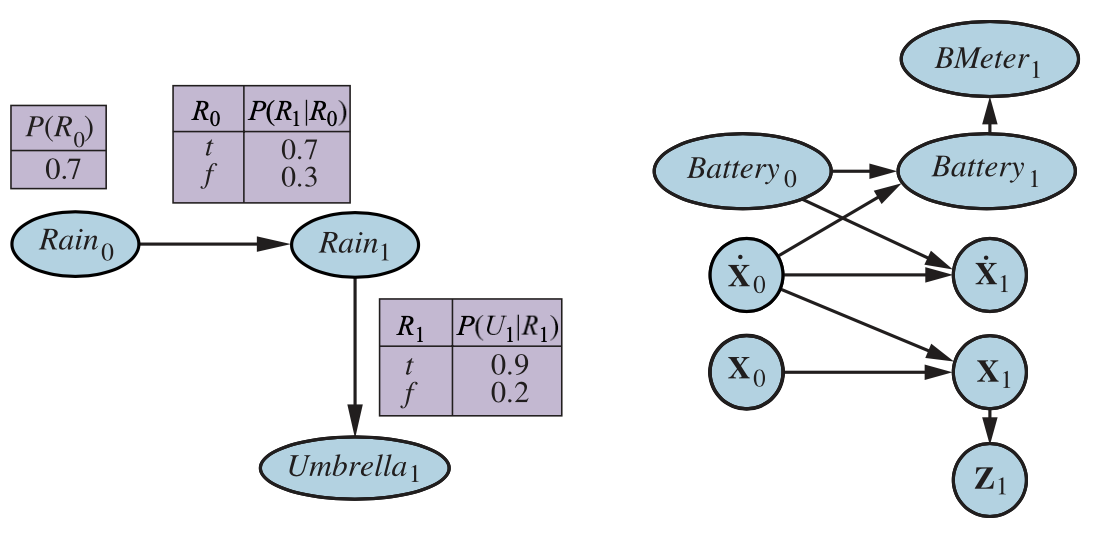 P(R₀)
0.7
R₀ P(R₁|R₀)
t 0.7
f 0.3
Rain₀
Rain₁
R₁ P(U₁|R₁)
t 0.9
f 0.2
Umbrella₁
BMeter₁
Battery₀
Battery₁
Ẋ₀
Ẋ₁
X₀
X₁
Z₁